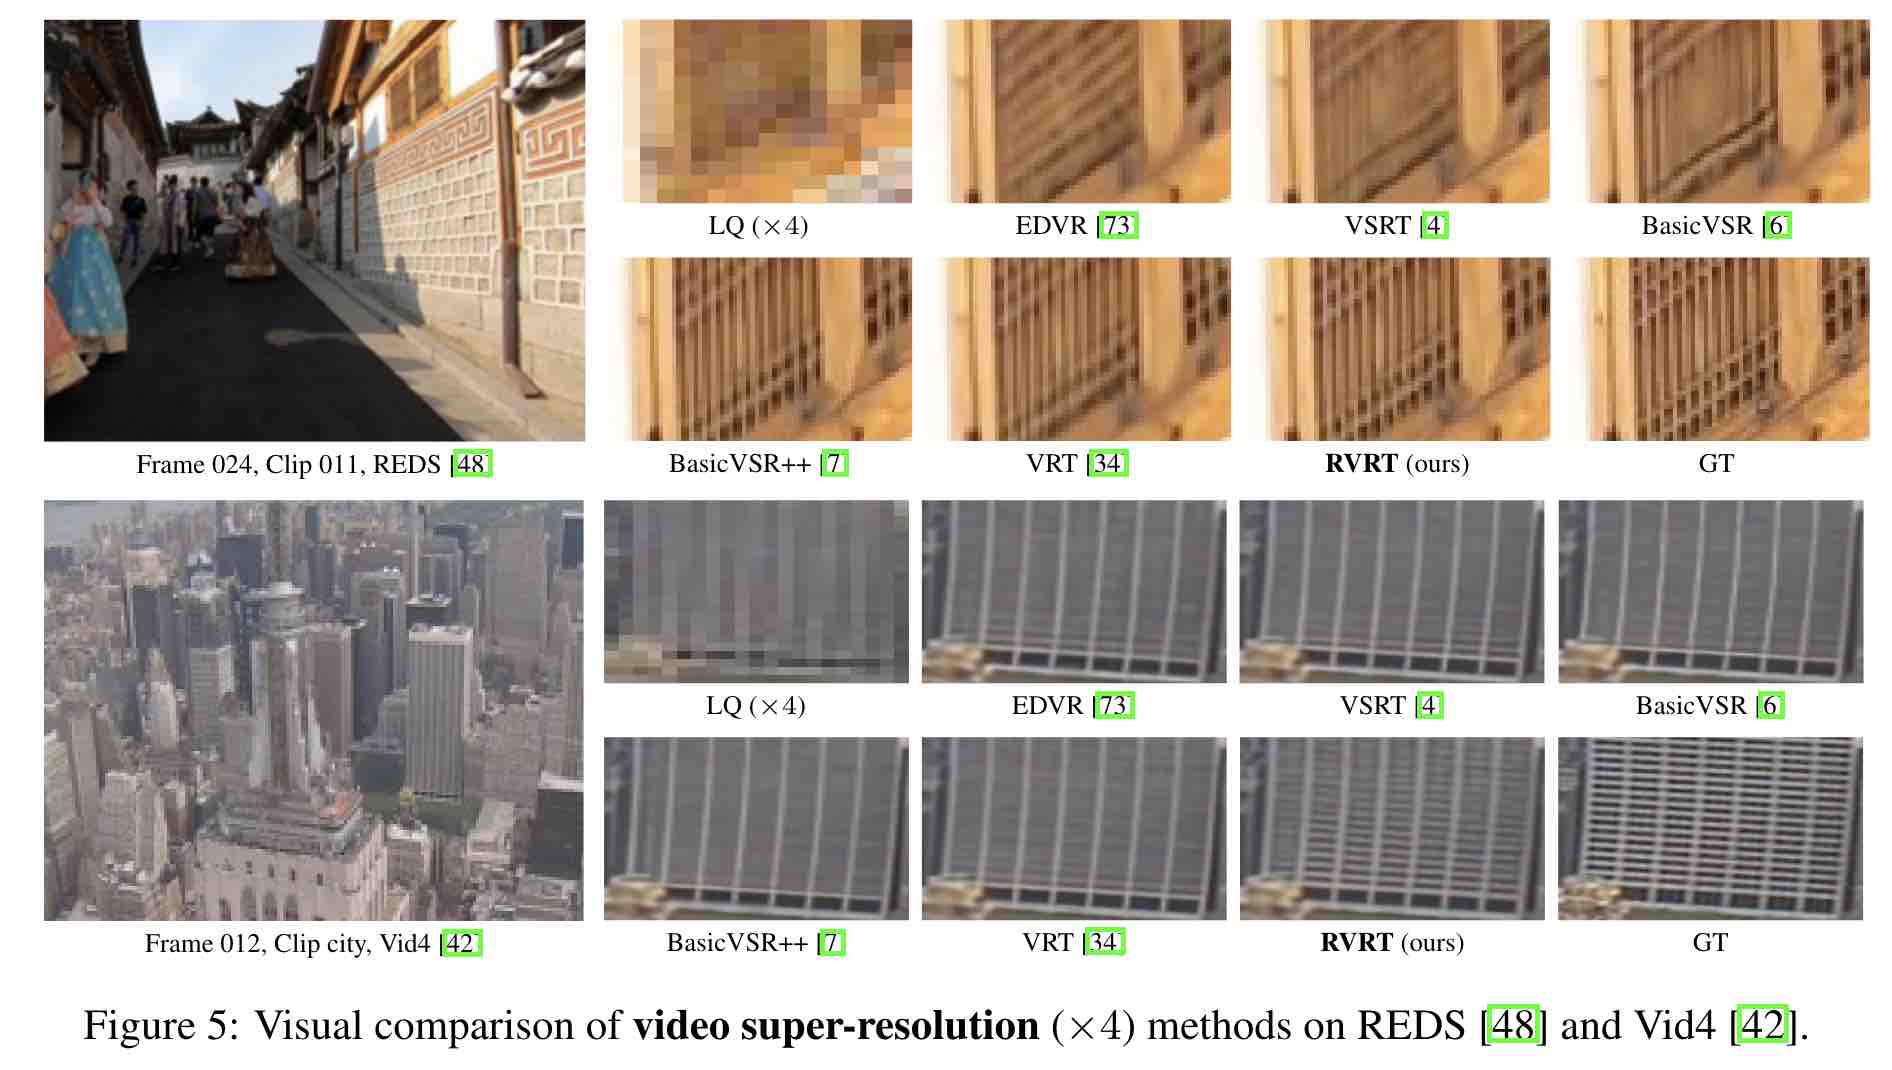 LQ (×4)
EDVR [73]
VSRT [4]
BasicVSR [6]
BasicVSR++ [7]
VRT [34]
RVRT (ours)
GT
Frame 024, Clip 011, REDS [48]
LQ (×4)
EDVR [73]
VSRT [4]
BasicVSR [6]
BasicVSR++ [7]
VRT [34]
RVRT (ours)
GT
Frame 012, Clip city, Vid4 [42]
Figure 5: Visual comparison of video super-resolution (×4) methods on REDS [48] and Vid4 [42].